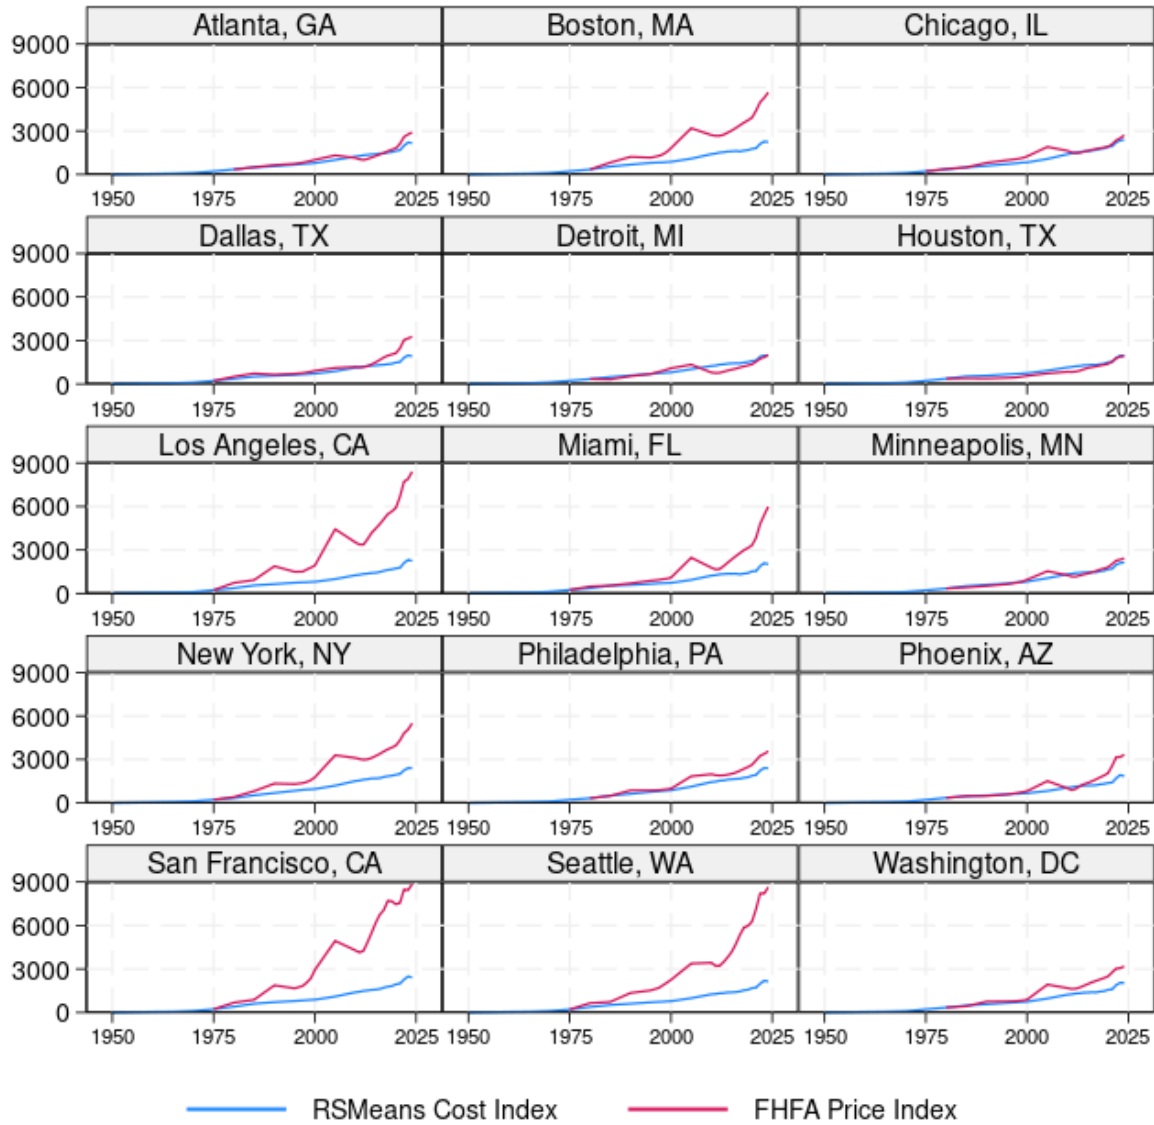 Atlanta, GA Boston, MA Chicago, IL
9000
6000
3000
0
1950 1975 2000 2025 1950 1975 2000 2025 1950 1975 2000 2025
Dallas, TX Detroit, MI Houston, TX
9000
6000
3000
0
1950 1975 2000 2025 1950 1975 2000 2025 1950 1975 2000 2025
Los Angeles, CA Miami, FL Minneapolis, MN
9000
6000
3000
0
1950 1975 2000 2025 1950 1975 2000 2025 1950 1975 2000 2025
New York, NY Philadelphia, PA Phoenix, AZ
9000
6000
3000
0
1950 1975 2000 2025 1950 1975 2000 2025 1950 1975 2000 2025
San Francisco, CA Seattle, WA Washington, DC
9000
6000
3000
0
1950 1975 2000 2025 1950 1975 2000 2025 1950 1975 2000 2025
RSMeans Cost Index FHFA Price Index